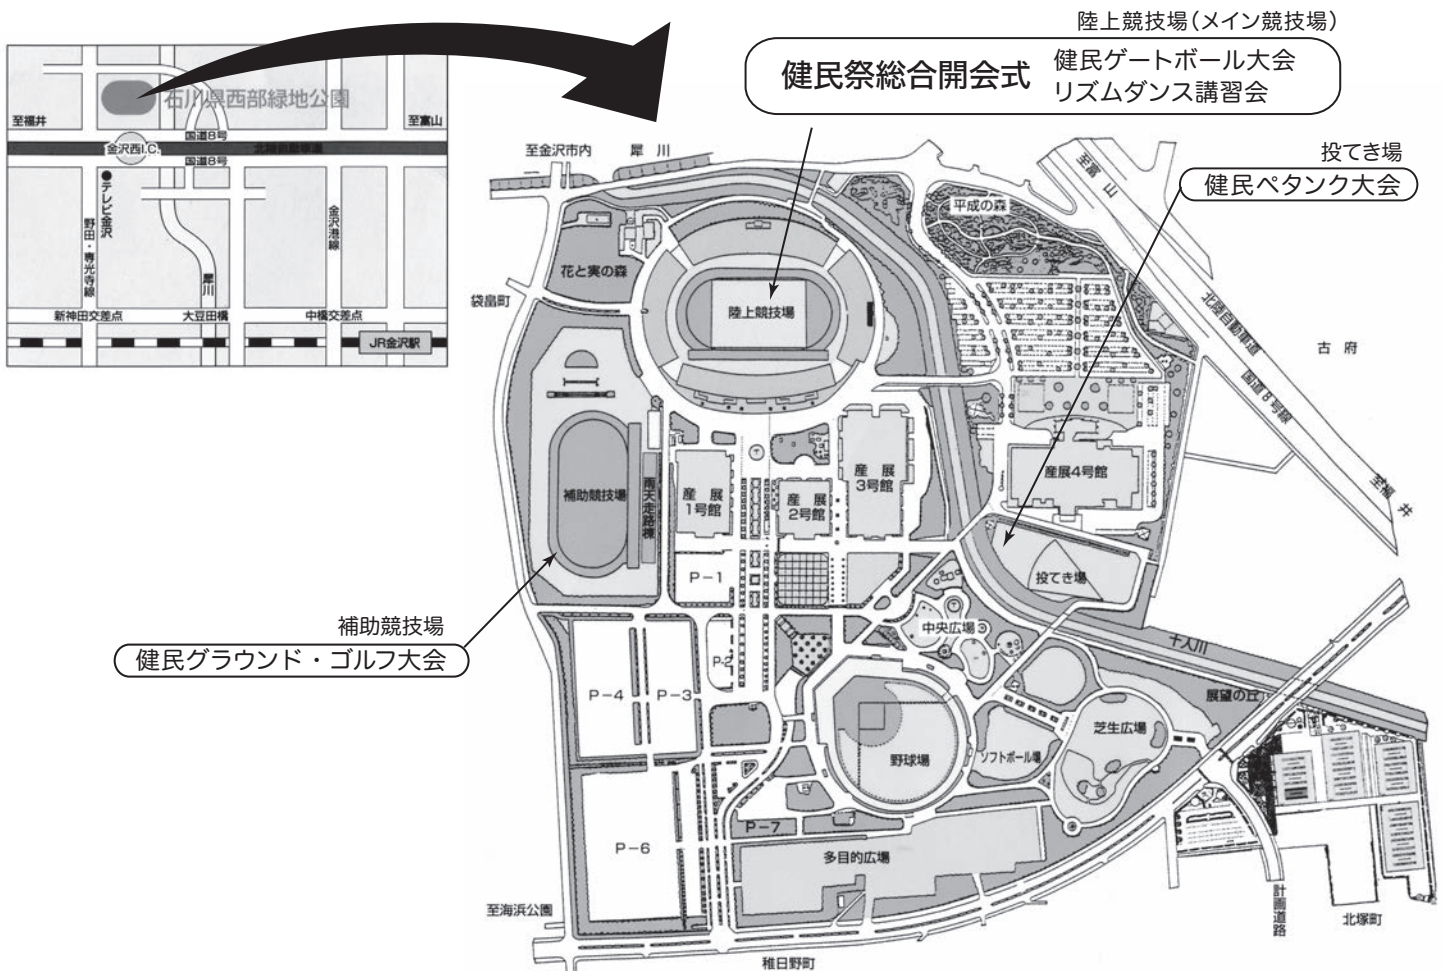 陸上競技場（メイン競技場）
健民祭総合開会式
健民ゲートボール大会
リズムダンス講習会
石川県西部緑地公園
至福井
至富山
国道8号
金沢西I.C.
北陸自動車道
国道8号
テレビ金沢
野田・専光寺線
犀川
金沢港線
新神田交差点
大豆田橋
中橋交差点
JR金沢駅
至金沢市内
犀川
投てき場
健民ペタンク大会
至富山
平成の森
花と実の森
袋畠町
陸上競技場
北陸自動車道
古府
国道8号線
至福井
補助競技場
雨天走路棟
産展
1号館
産展
2号館
産展
3号館
産展4号館
P-1
投てき場
補助競技場
健民グラウンド・ゴルフ大会
中央広場
十人川
P-2
P-3
P-4
展望の丘
芝生広場
野球場
ソフトボール場
P-6
P-7
多目的広場
至海浜公園
計画道路
北塚町
稚日野町